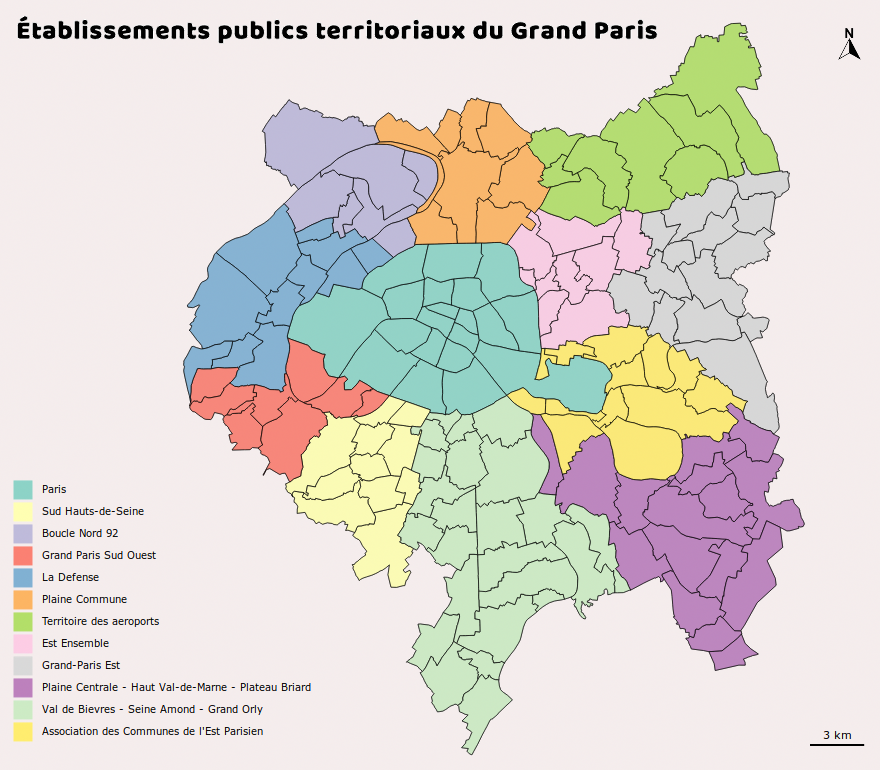 Établissements publics territoriaux du Grand Paris
N
Paris
Sud Hauts-de-Seine
Boucle Nord 92
Grand Paris Sud Ouest
La Defense
Plaine Commune
Territoire des aeroports
Est Ensemble
Grand-Paris Est
Plaine Centrale - Haut Val-de-Marne - Plateau Briard
Val de Bievres - Seine Amond - Grand Orly
Association des Communes de l'Est Parisien
3 km